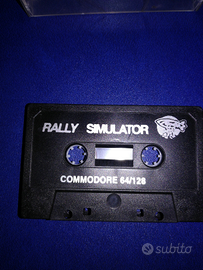 RALLY SIMULATOR
COMMODORE 64/128
subito